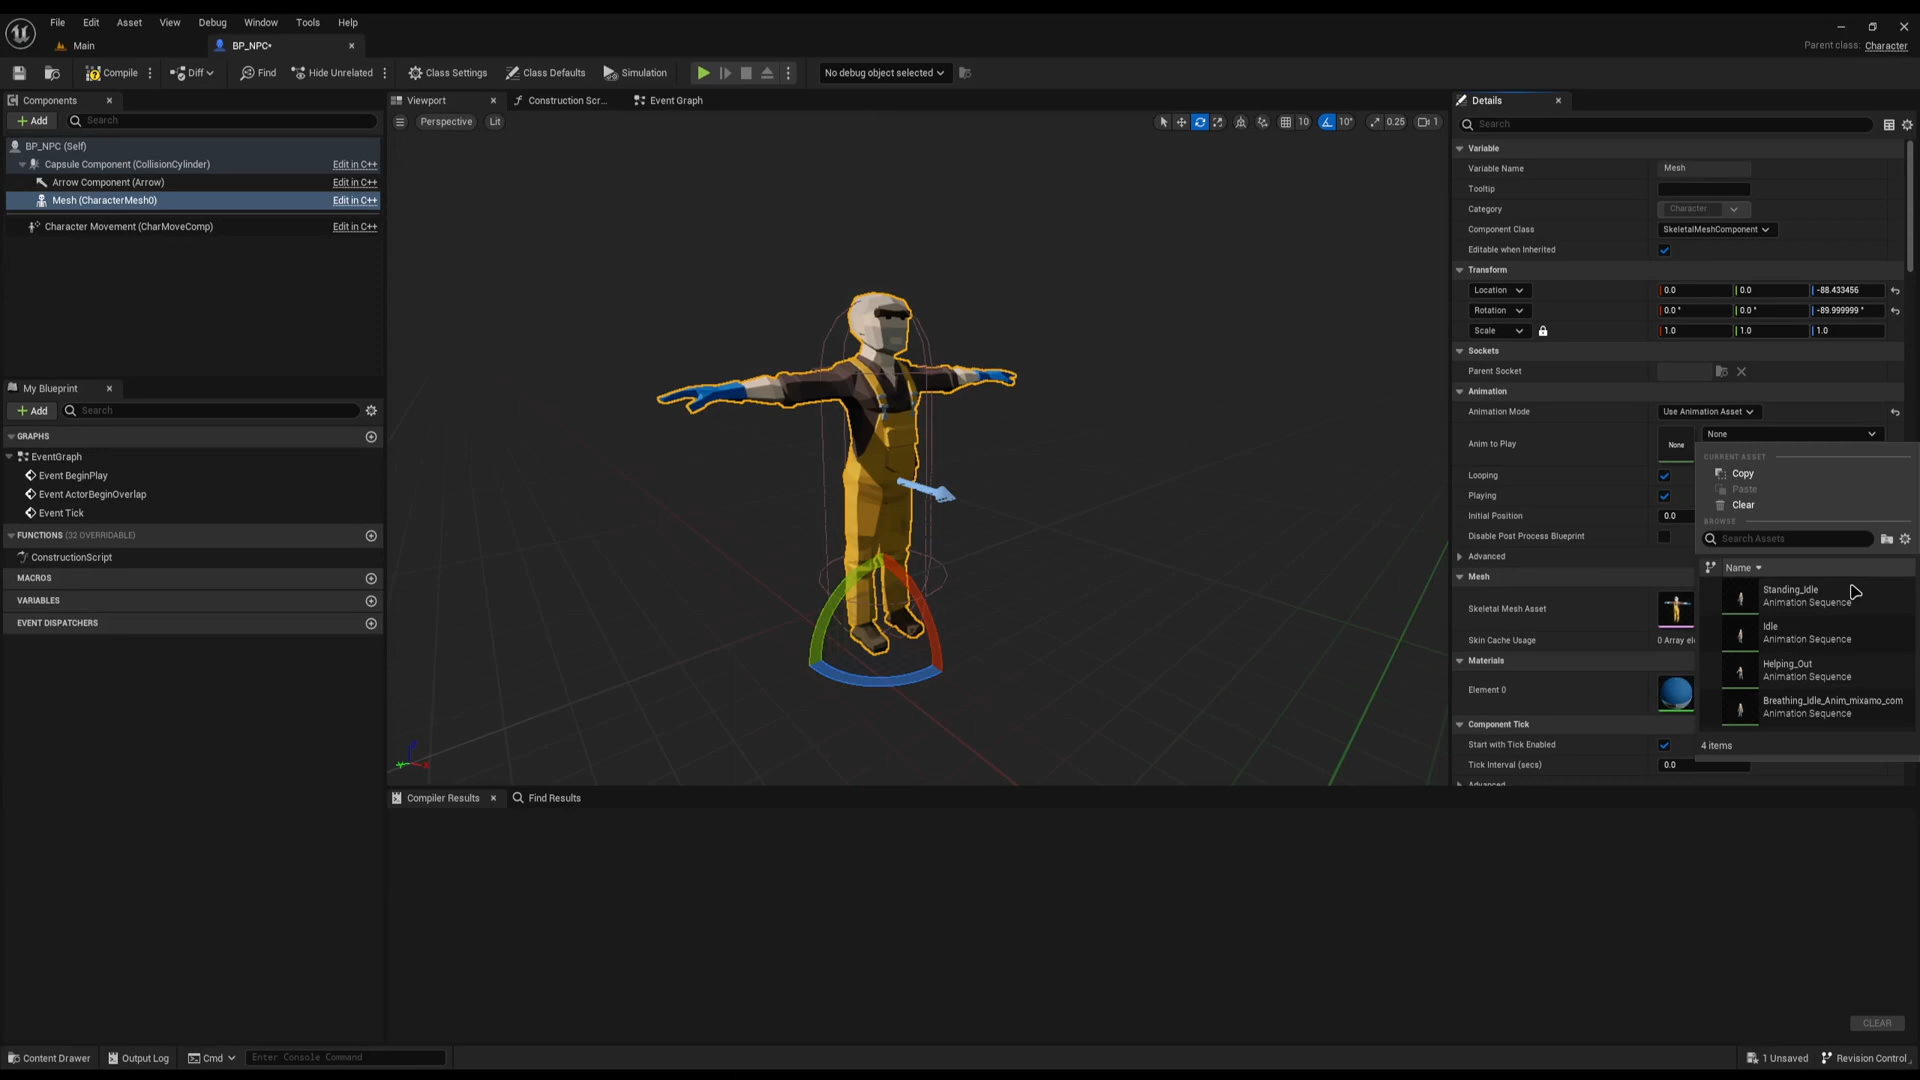 File Edit Asset View Debug Window Tools Help
Main
BP_NPC•
Parent class: Character
Compile Diff Find Hide Unrelated Class Settings Class Defaults Simulation No debug object selected
Components
Add Search
BP_NPC (Self)
Capsule Component (CollisionCylinder) Edit in C++
Arrow Component (Arrow) Edit in C++
Mesh (CharacterMesh0) Edit in C++
Character Movement (CharMoveComp) Edit in C++
My Blueprint
Add Search
GRAPHS
EventGraph
Event BeginPlay
Event ActorBeginOverlap
Event Tick
FUNCTIONS (32 OVERRIDABLE)
ConstructionScript
MACROS
VARIABLES
EVENT DISPATCHERS
Viewport Construction Scr... Event Graph
Perspective Lit 10 10° 0.25 1
Compiler Results Find Results
CLEAR
Details
Search
Variable
Variable Name Mesh
Tooltip
Category Character
Component Class SkeletalMeshComponent
Editable when Inherited
Transform
Location 0.0 0.0 -88.433456
Rotation 0.0 ° 0.0 ° -89.999999 °
Scale 1.0 1.0 1.0
Sockets
Parent Socket
Animation
Animation Mode Use Animation Asset
Anim to Play None None
Looping
Playing
Initial Position 0.0
Disable Post Process Blueprint
Advanced
Mesh
Skeletal Mesh Asset
Skin Cache Usage 0 Array el
Materials
Element 0
Component Tick
Start with Tick Enabled
Tick Interval (secs) 0.0
Advanced
CURRENT ASSET
Copy
Paste
Clear
BROWSE
Search Assets
Name
Standing_Idle
Animation Sequence
Idle
Animation Sequence
Helping_Out
Animation Sequence
Breathing_Idle_Anim_mixamo_com
Animation Sequence
4 items
Content Drawer Output Log Cmd Enter Console Command 1 Unsaved Revision Control